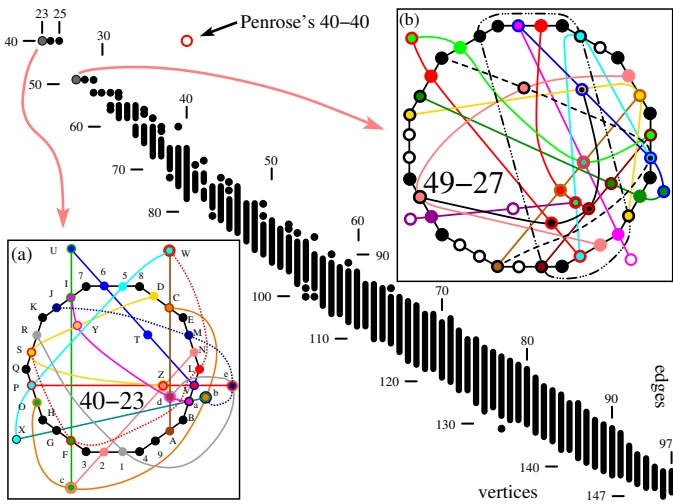 23 25
40
30
Penrose's 40–40
(b)
50
40
60
70
50
80
49–27
60
90
(a)
U
W
I
7
6
5
8
D
J
C
K
E
R
Y
T
M
S
N
Q
Z
L
P
40–23
V
e
O
d
a
b
H
B
X
G
F
A
3
2
1
4
9
c
100
110
70
120
80
130
140
90
edges
97
vertices
147